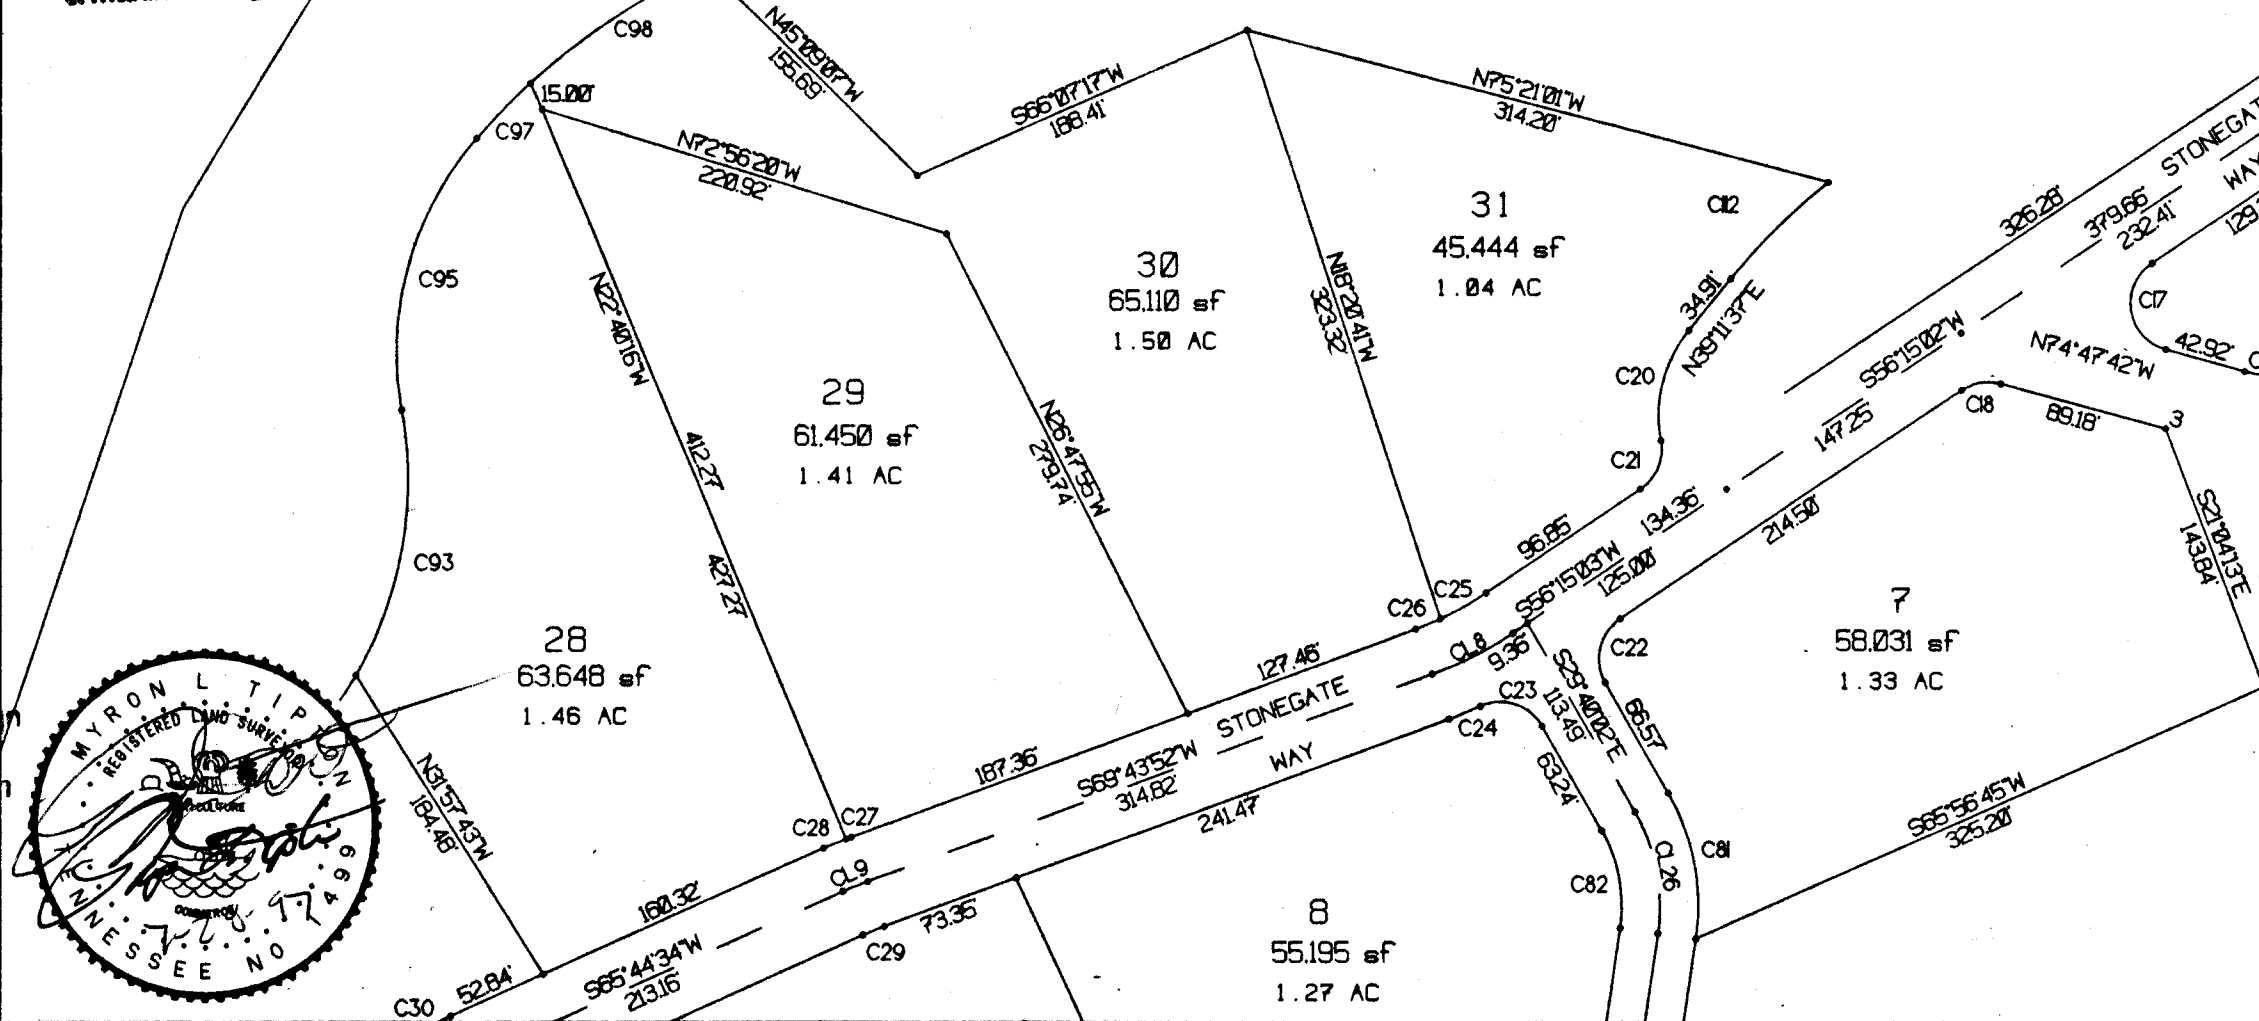 C98
N45°09'07"W
155.69'
15.00'
C97
N72°56'20"W
220.92'
S66°07'17"W
188.41'
N75°21'01"W
314.20'
C95
N22°40'16"W
412.27
427.27
29
61.450 sf
1.41 AC
30
65.110 sf
1.50 AC
31
45.444 sf
1.04 AC
C112
34.91'
N39°11'37"E
N18°20'41"W
323.32'
N26°47'55"W
279.74'
C20
C21
326.28'
379.66'
232.41'
STONEGAT
WAY
C17
42.92'
N74°47'42"W
S56°15'02"W
147.25
C18
89.18'
3
S21°04'13"E
143.84'
C93
28
63.648 sf
1.46 AC
N31°57'43"W
184.48'
96.85'
134.36'
214.50'
S56°15'03"W
125.00'
C25
C26
127.46'
CL8
9.36'
C22
7
58.031 sf
1.33 AC
S29°40'02"E
113.49'
66.57
C23
C24
63.24'
STONEGATE
WAY
187.36'
S69°43'52"W
314.82
241.47'
C27
C28
CL9
160.32'
C29
73.35'
S65°44'34"W
213.16'
52.84'
C30
C81
C82
CL26
S65°56'45"W
325.20'
8
55.195 sf
1.27 AC
MYRON L TIPTON
REGISTERED LAND SURVEYOR
AGRICULTURE
COMMERCE
TENNESSEE NO 1499